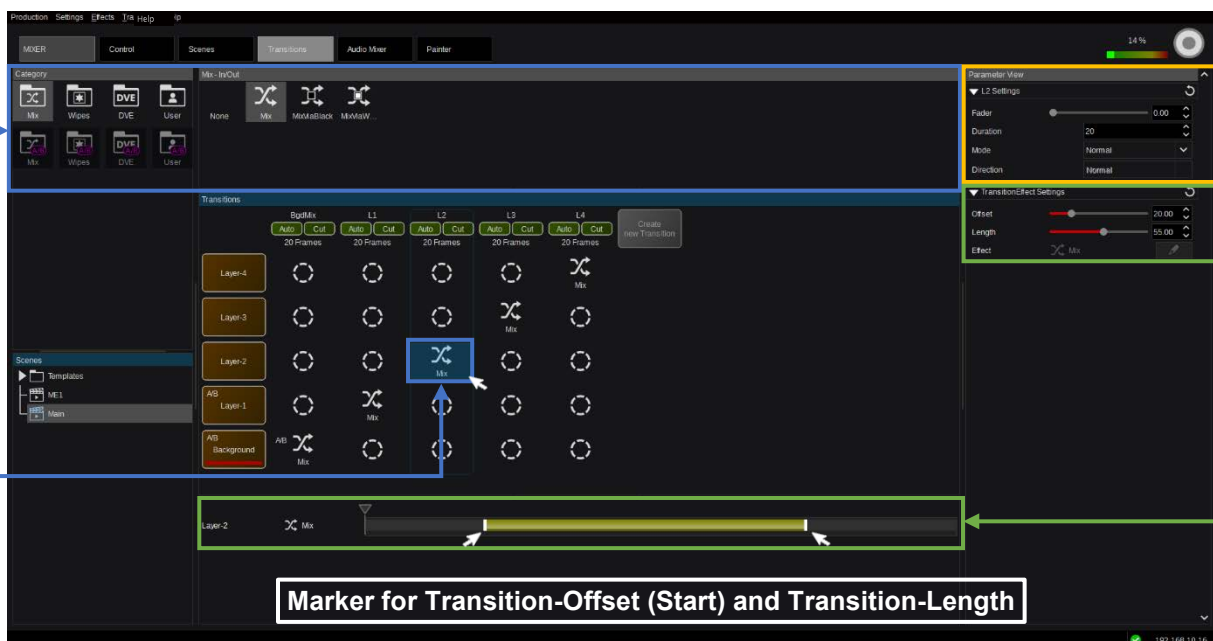 Production Settings Effects Tra Help ip
MIXER Control Scenes Transitions Audio Mixer Painter 14 %
Category
Mix Wipes DVE User
Mix Wipes DVE User
Mix - In/Out
None Mix MixMaBlack MixMaW...
Parameter View
L2 Settings
Fader 0.00
Duration 20
Mode Normal
Direction Normal
TransitionEffect Settings
Offset 20.00
Length 55.00
Effect Mix
Transitions
BgdMix L1 L2 L3 L4
Auto Cut Auto Cut Auto Cut Auto Cut Auto Cut
20 Frames 20 Frames 20 Frames 20 Frames 20 Frames
Create
new Transition
Layer-4 Mix
Layer-3 Mix
Layer-2 Mix
A/B
Layer-1 Mix
A/B
Background A/B Mix
Scenes
Templates
ME1
Main
Layer-2 Mix
Marker for Transition-Offset (Start) and Transition-Length
192.168.10.16